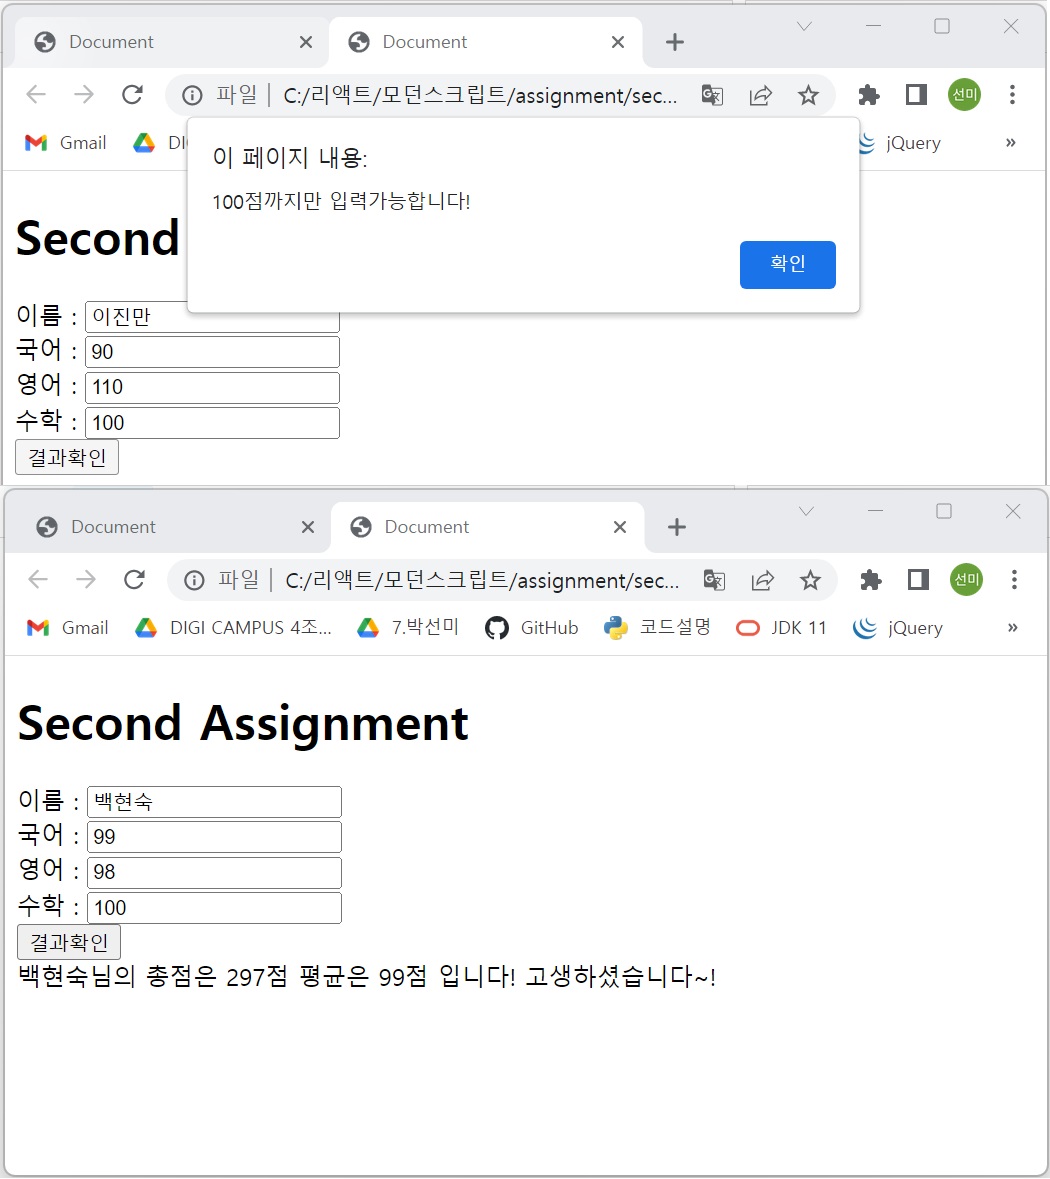 Document
Document
파일 | C:/리액트/모던스크립트/assignment/sec...
선미
Gmail
DI
jQuery
»
이 페이지 내용:
100점까지만 입력가능합니다!
확인
Second
이름 : 이진만
국어 : 90
영어 : 110
수학 : 100
결과확인
Document
Document
파일 | C:/리액트/모던스크립트/assignment/sec...
선미
Gmail
DIGI CAMPUS 4조...
7.박선미
GitHub
코드설명
JDK 11
jQuery
»
Second Assignment
이름 : 백현숙
국어 : 99
영어 : 98
수학 : 100
결과확인
백현숙님의 총점은 297점 평균은 99점 입니다! 고생하셨습니다~!